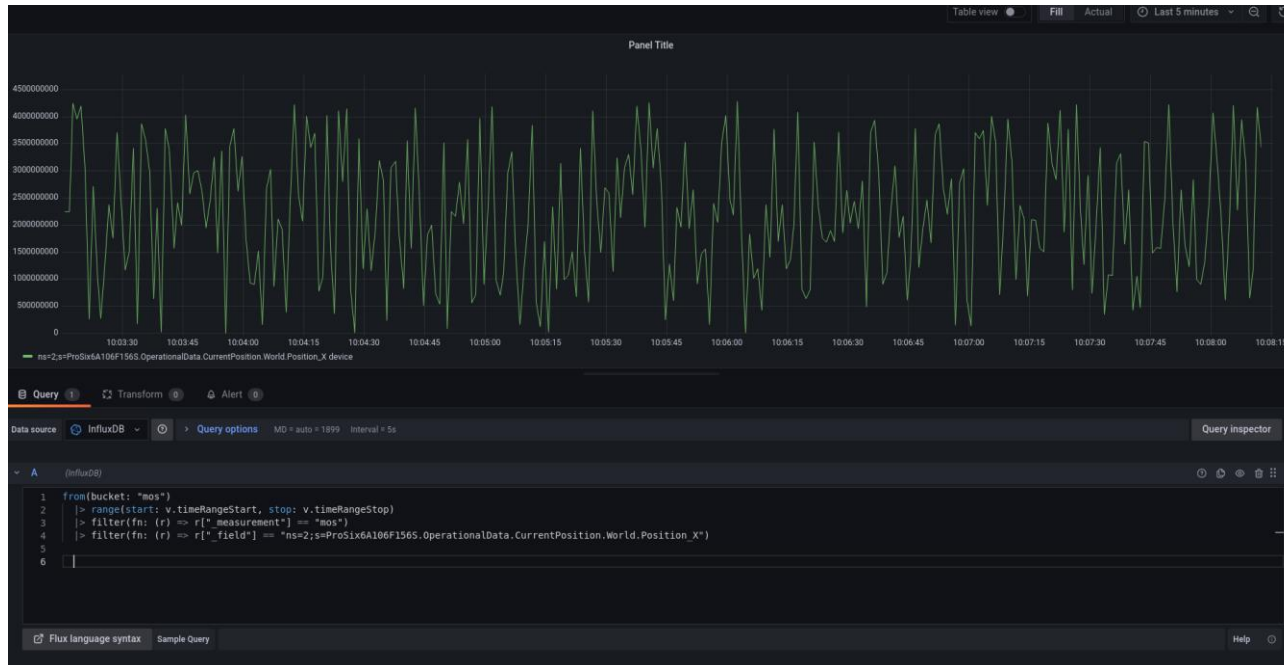 Table view Fill Actual Last 5 minutes
Panel Title
4500000000
4000000000
3500000000
3000000000
2500000000
2000000000
1500000000
1000000000
500000000
0
10:03:30 10:03:45 10:04:00 10:04:15 10:04:30 10:04:45 10:05:00 10:05:15 10:05:30 10:05:45 10:06:00 10:06:15 10:06:30 10:06:45 10:07:00 10:07:15 10:07:30 10:07:45 10:08:00 10:08:1
ns=2;s=ProSix6A106F156S.OperationalData.CurrentPosition.World.Position_X device
Query 1 Transform 0 Alert 0
Data source InfluxDB Query options MD = auto = 1899 Interval = 5s Query inspector
A (InfluxDB)
1 from(bucket: "mos")
2 |> range(start: v.timeRangeStart, stop: v.timeRangeStop)
3 |> filter(fn: (r) => r["_measurement"] == "mos")
4 |> filter(fn: (r) => r["_field"] == "ns=2;s=ProSix6A106F156S.OperationalData.CurrentPosition.World.Position_X")
5
6
Flux language syntax Sample Query Help